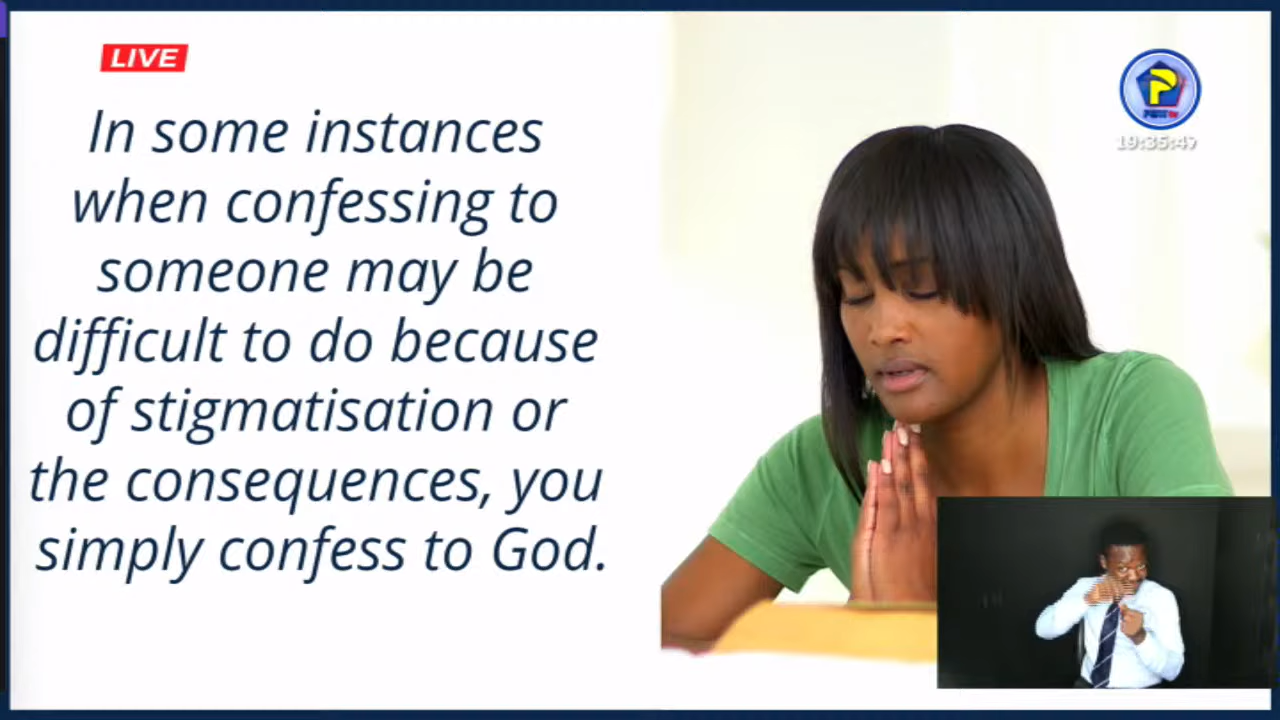 LIVE
In some instances
when confessing to
someone may be
difficult to do because
of stigmatisation or
the consequences, you
simply confess to God.
P
19:35:47